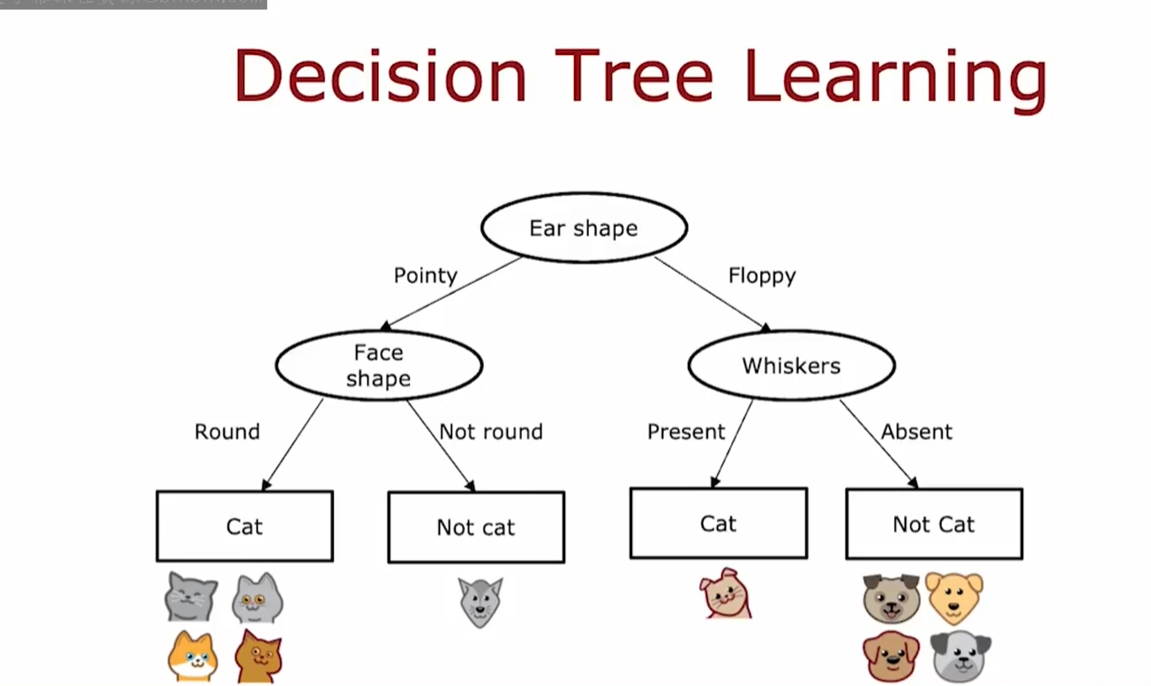 Decision Tree Learning
Ear shape
Pointy
Floppy
Face
shape
Whiskers
Round
Not round
Present
Absent
Cat
Not cat
Cat
Not Cat